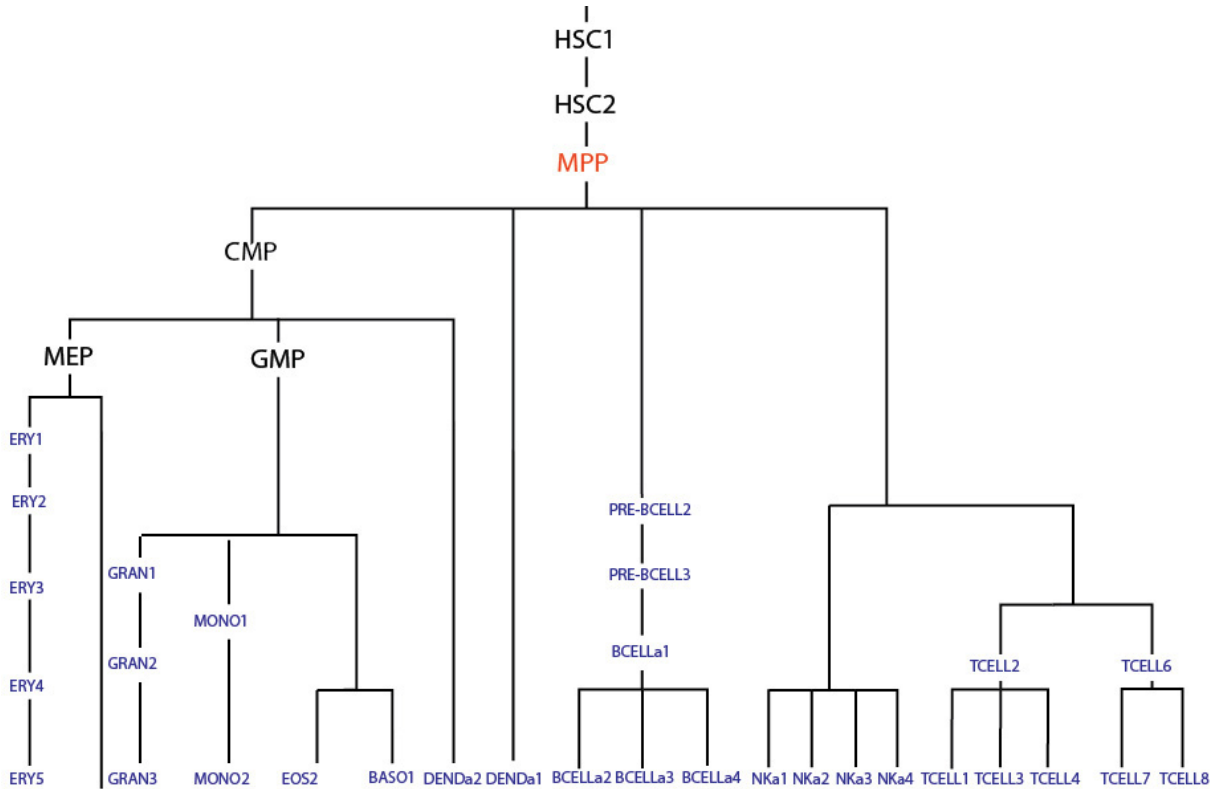 HSC1
HSC2
MPP
CMP
MEP
GMP
ERY1
ERY2
PRE-BCELL2
ERY3
GRAN1
PRE-BCELL3
MONO1
GRAN2
BCELLa1
TCELL2
TCELL6
ERY4
ERY5
GRAN3
MONO2
EOS2
BASO1
DENDa2
DENDa1
BCELLa2
BCELLa3
BCELLa4
NKa1
NKa2
NKa3
NKa4
TCELL1
TCELL3
TCELL4
TCELL7
TCELL8